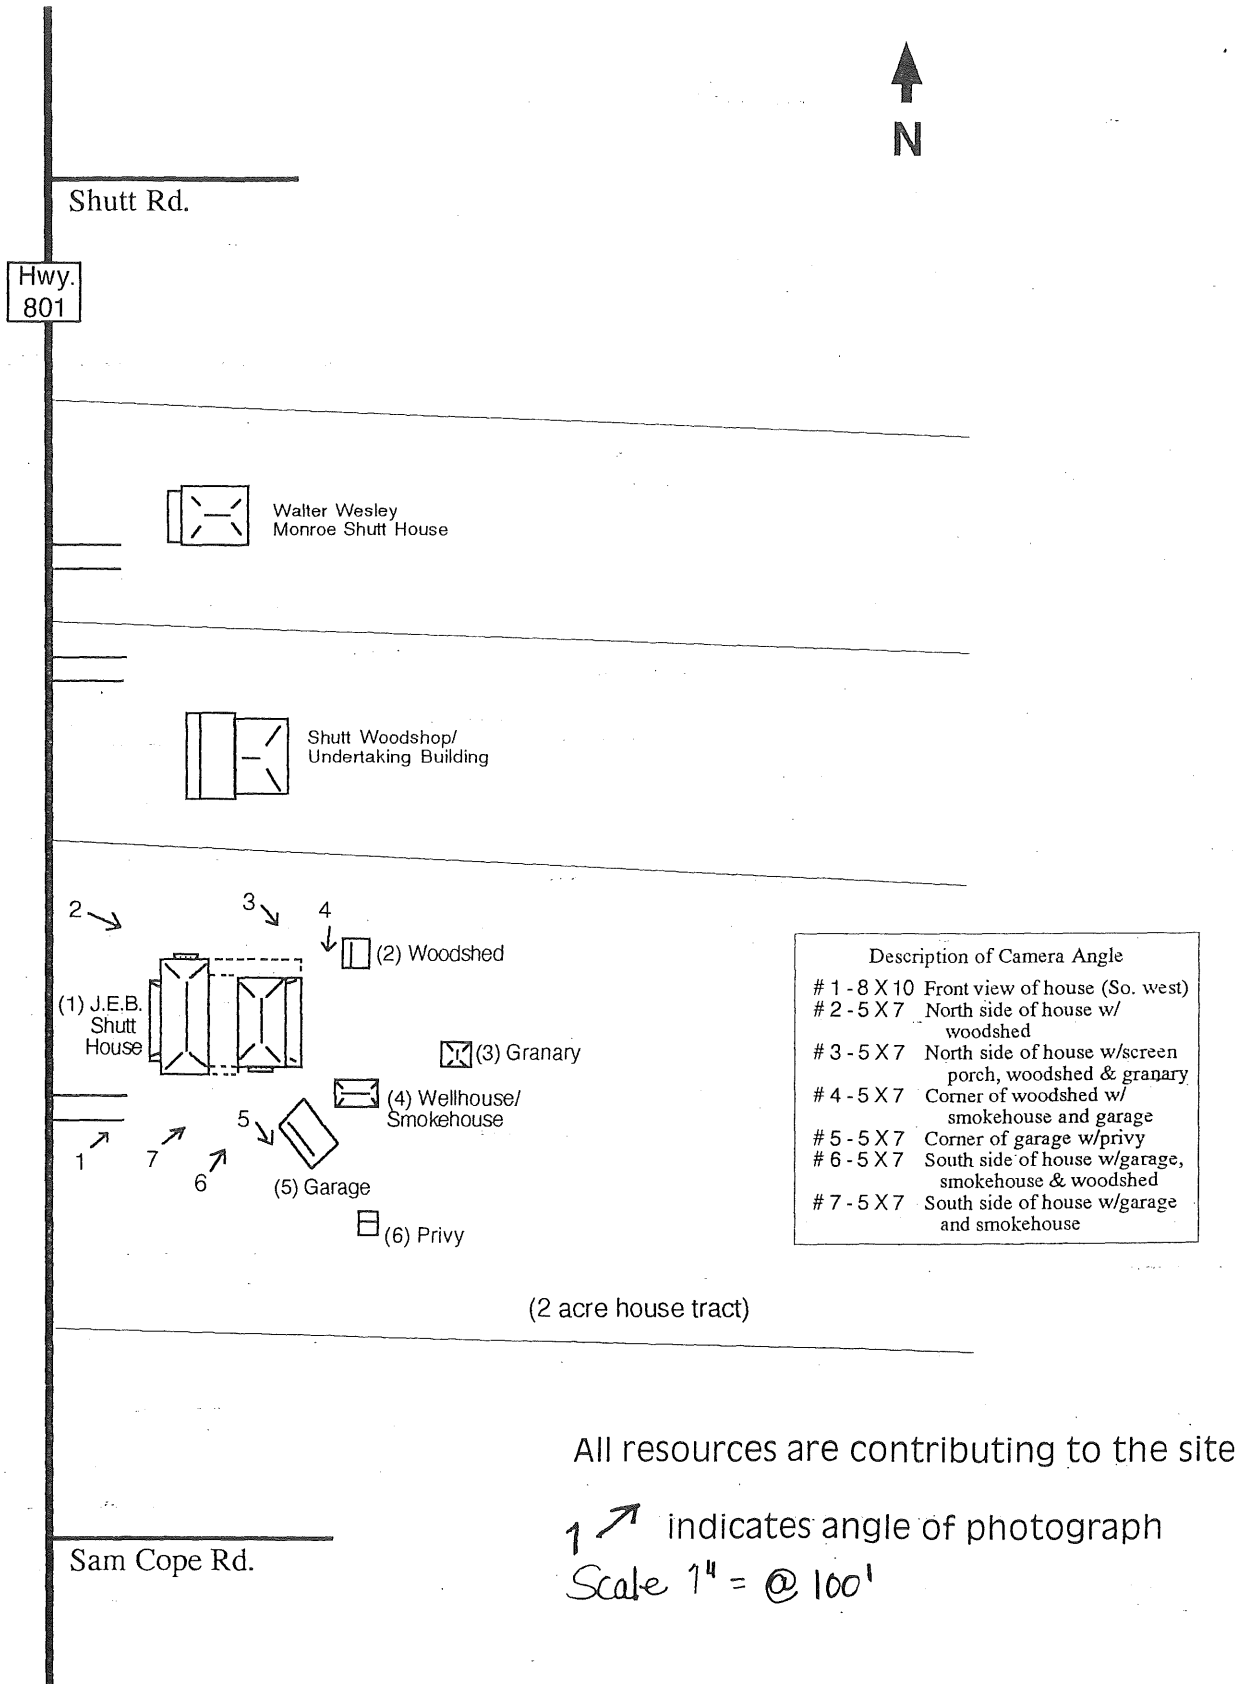 N
Shutt Rd.
Hwy.
801
Walter Wesley
Monroe Shutt House
Shutt Woodshop/
Undertaking Building
2
3
4
(2) Woodshed
(1) J.E.B.
Shutt
House
(3) Granary
(4) Wellhouse/
Smokehouse
5
1
7
6
(5) Garage
(6) Privy
Description of Camera Angle
# 1 - 8 X 10 Front view of house (So. west)
# 2 - 5 X 7 North side of house w/
woodshed
# 3 - 5 X 7 North side of house w/screen
porch, woodshed & granary
# 4 - 5 X 7 Corner of woodshed w/
smokehouse and garage
# 5 - 5 X 7 Corner of garage w/privy
# 6 - 5 X 7 South side of house w/garage,
smokehouse & woodshed
# 7 - 5 X 7 South side of house w/garage
and smokehouse
(2 acre house tract)
All resources are contributing to the site
1 ↗ indicates angle of photograph
Sam Cope Rd.
Scale 1" = @ 100'